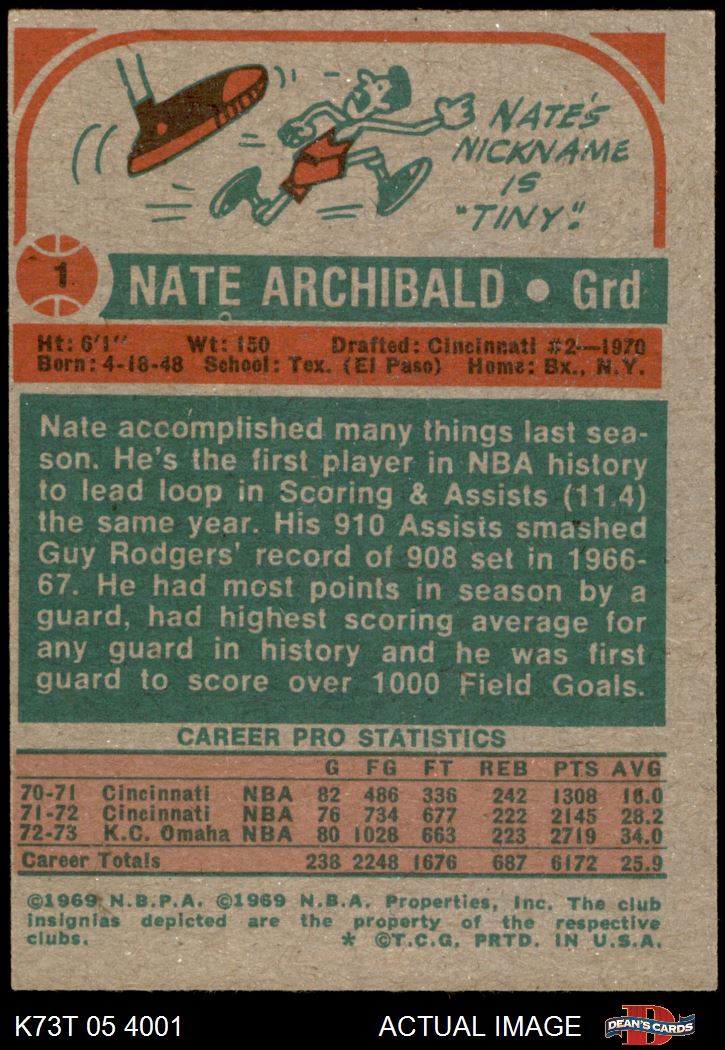 NATE'S
NICKNAME
IS
"TINY."
1
NATE ARCHIBALD • Grd
Ht: 6'1" Wt: 150 Drafted: Cincinnati #2—1970
Born: 4-18-48 School: Tex. (El Paso) Home: Bx., N.Y.
Nate accomplished many things last sea-
son. He's the first player in NBA history
to lead loop in Scoring & Assists (11.4)
the same year. His 910 Assists smashed
Guy Rodgers' record of 908 set in 1966-
67. He had most points in season by a
guard, had highest scoring average for
any guard in history and he was first
guard to score over 1000 Field Goals.
CAREER PRO STATISTICS
G FG FT REB PTS AVG
70-71 Cincinnati NBA 82 486 336 242 1308 16.0
71-72 Cincinnati NBA 76 734 677 222 2145 28.2
72-73 K.C. Omaha NBA 80 1028 663 223 2719 34.0
Career Totals 238 2248 1676 687 6172 25.9
©1969 N.B.P.A. ©1969 N.B.A. Properties, Inc. The club
insignias depicted are the property of the respective
clubs. * ©T.C.G. PRTD. IN U.S.A.
K73T 05 4001 ACTUAL IMAGE DEAN'S CARDS